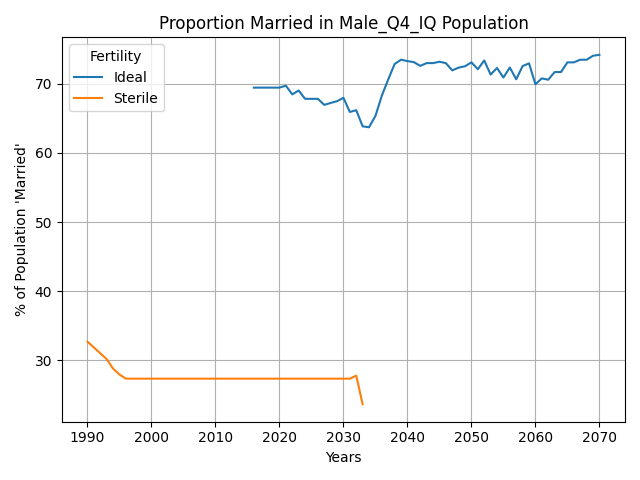 Proportion Married in Male_Q4_IQ Population
Fertility
Ideal
Sterile
% of Population 'Married'
70
60
50
40
30
1990 2000 2010 2020 2030 2040 2050 2060 2070
Years